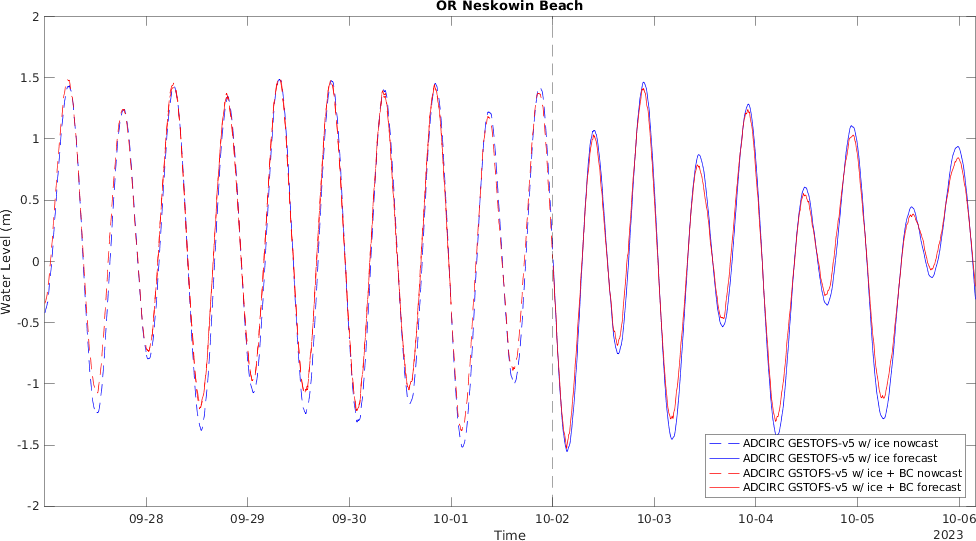 OR Neskowin Beach
2
1.5
1
0.5
0
-0.5
-1
-1.5
-2
Water Level (m)
09-28
09-29
09-30
10-01
10-02
10-03
10-04
10-05
10-06
Time
2023
ADCIRC GESTOFS-v5 w/ ice nowcast
ADCIRC GESTOFS-v5 w/ ice forecast
ADCIRC GSTOFS-v5 w/ ice + BC nowcast
ADCIRC GSTOFS-v5 w/ ice + BC forecast